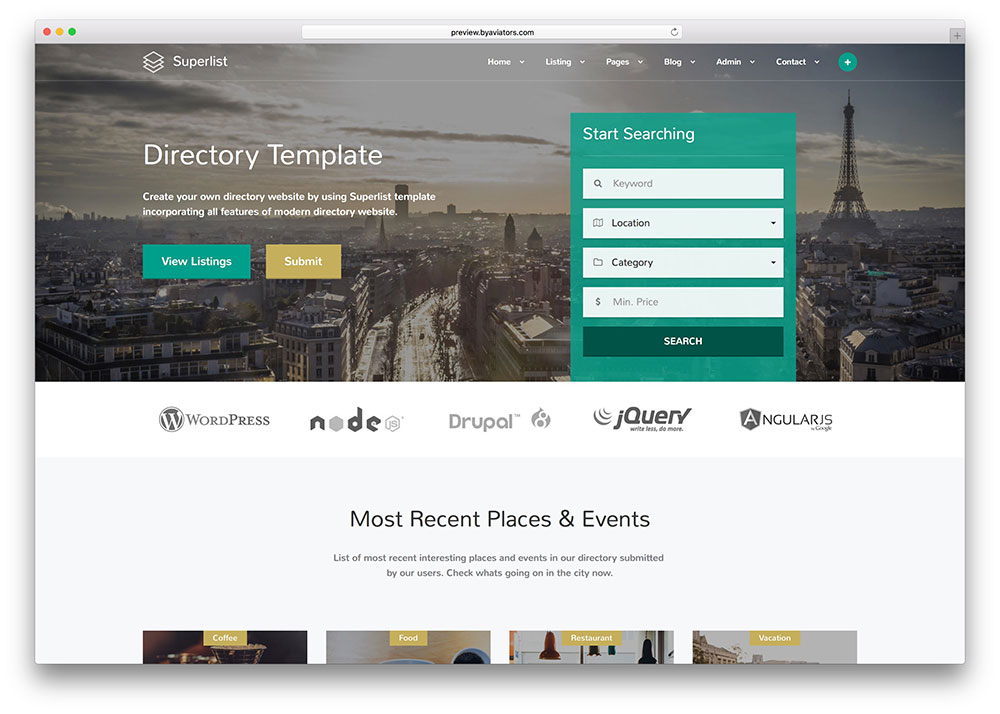 preview.byaviators.com
Superlist
Home
Listing
Pages
Blog
Admin
Contact
+
Directory Template
Create your own directory website by using Superlist template
incorporating all features of modern directory website.
View Listings
Submit
Start Searching
Keyword
Location
Category
$ Min. Price
SEARCH
WORDPRESS
node JS
Drupal™
jQuery
write less, do more.
ANGULARJS
by Google
Most Recent Places & Events
List of most recent interesting places and events in our directory submitted
by our users. Check whats going on in the city now.
Coffee
Food
Restaurant
Vacation